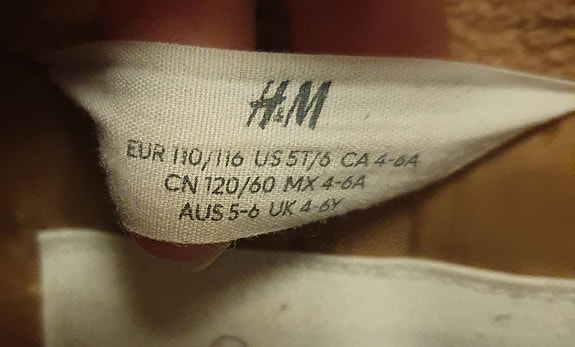 H&M
EUR 110/116 US 5T/6 CA 4-6A
CN 120/60 MX 4-6A
AUS 5-6 UK 4-6Y